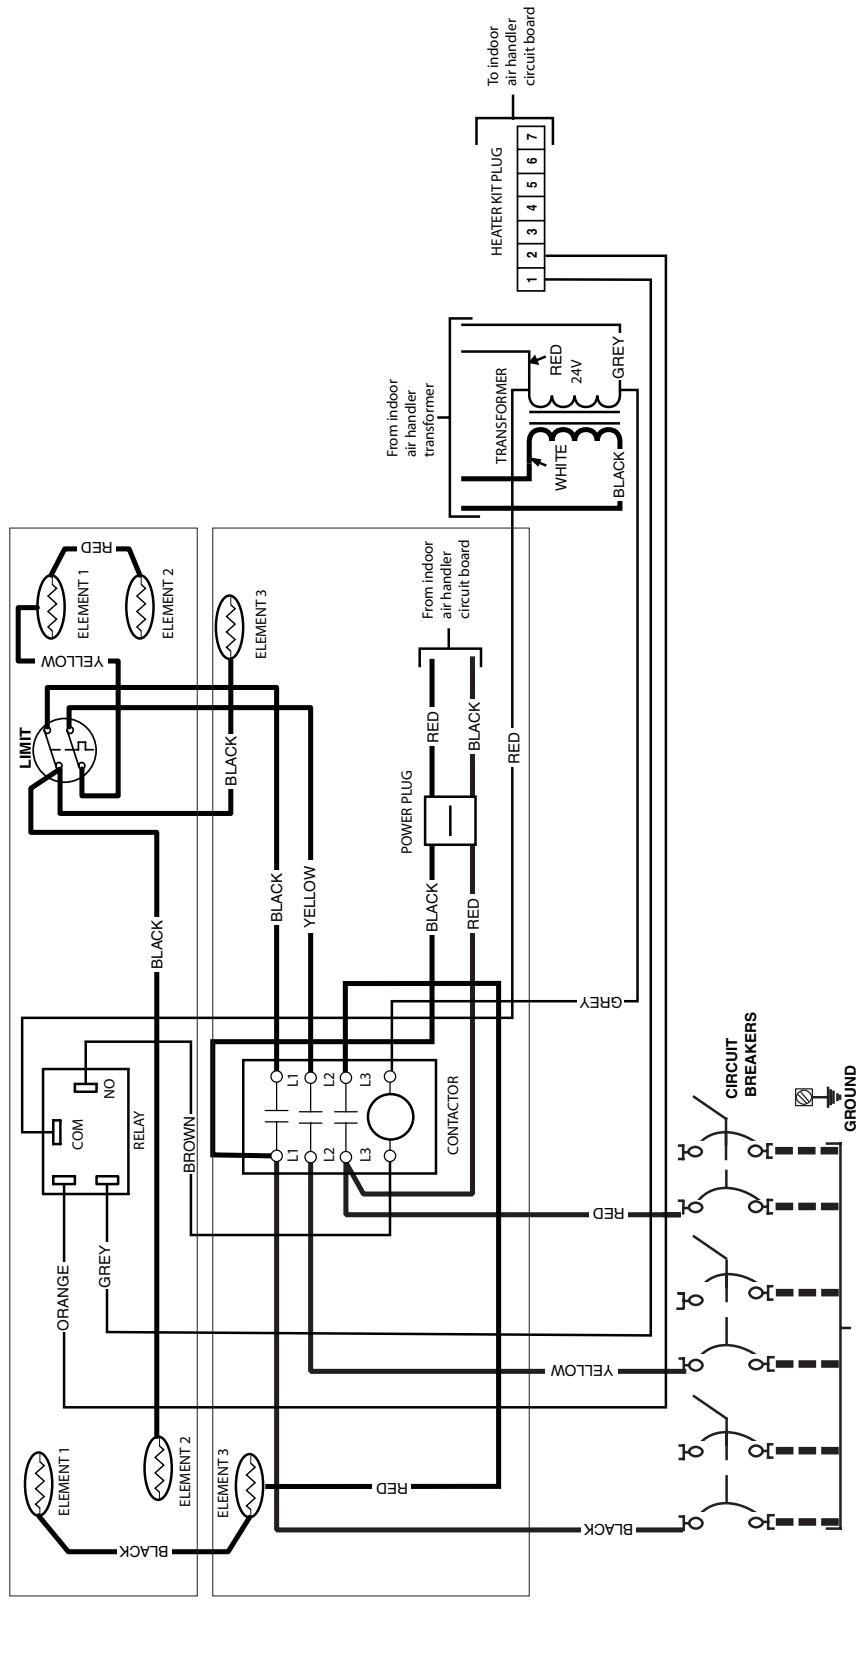 To indoor
air handler
circuit board
HEATER KIT PLUG
1 2 3 4 5 6 7
From indoor
air handler
transformer
TRANSFORMER
WHITE
BLACK
RED
24V
GREY
RED
ELEMENT 1
ELEMENT 2
YELLOW
ELEMENT 3
LIMIT
BLACK
From indoor
air handler
circuit board
RED
BLACK
POWER PLUG
RED
BLACK
RED
BLACK
YELLOW
BLACK
GREY
COM
NO
RELAY
BROWN
L1
L2
L3
L1
L2
L3
CONTACTOR
CIRCUIT
BREAKERS
GROUND
ORANGE
GREY
RED
YELLOW
ELEMENT 1
ELEMENT 2
ELEMENT 3
RED
BLACK
BLACK